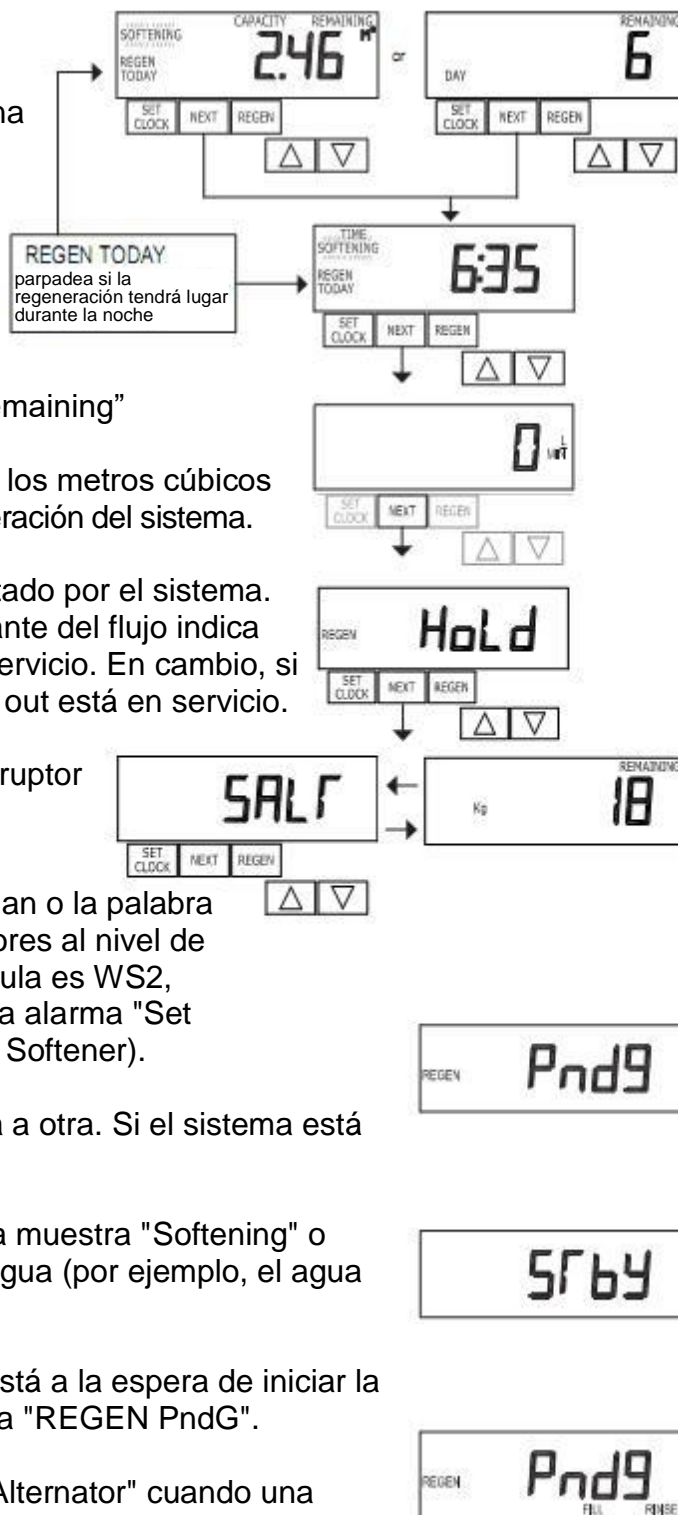 CAPACITY REMAINING
SOFTENING
2.46 m³
REGEN
TODAY
SET
CLOCK
NEXT
REGEN
or
REMAINING
6
DAY
SET
CLOCK
NEXT
REGEN
REGEN TODAY
parpadea si la
regeneración tendrá lugar
durante la noche
TIME
SOFTENING
6:35
REGEN
TODAY
SET
CLOCK
NEXT
REGEN
emaining”
los metros cúbicos
eración del sistema.
0
SET
CLOCK
NEXT
REGEN
tado por el sistema.
ante del flujo indica
ervicio. En cambio, si
out está en servicio.
REGEN HoLd
SET
CLOCK
NEXT
REGEN
ruptor
SALT
SET
CLOCK
NEXT
REGEN
REMAINING
Kg 18
an o la palabra
ores al nivel de
ula es WS2,
a alarma "Set
Softener).
REGEN Pndg
a a otra. Si el sistema está
a muestra "Softening" o
gua (por ejemplo, el agua
STbY
stá a la espera de iniciar la
a "REGEN PndG".
REGEN Pndg
FILL RINSE
Alternator" cuando una